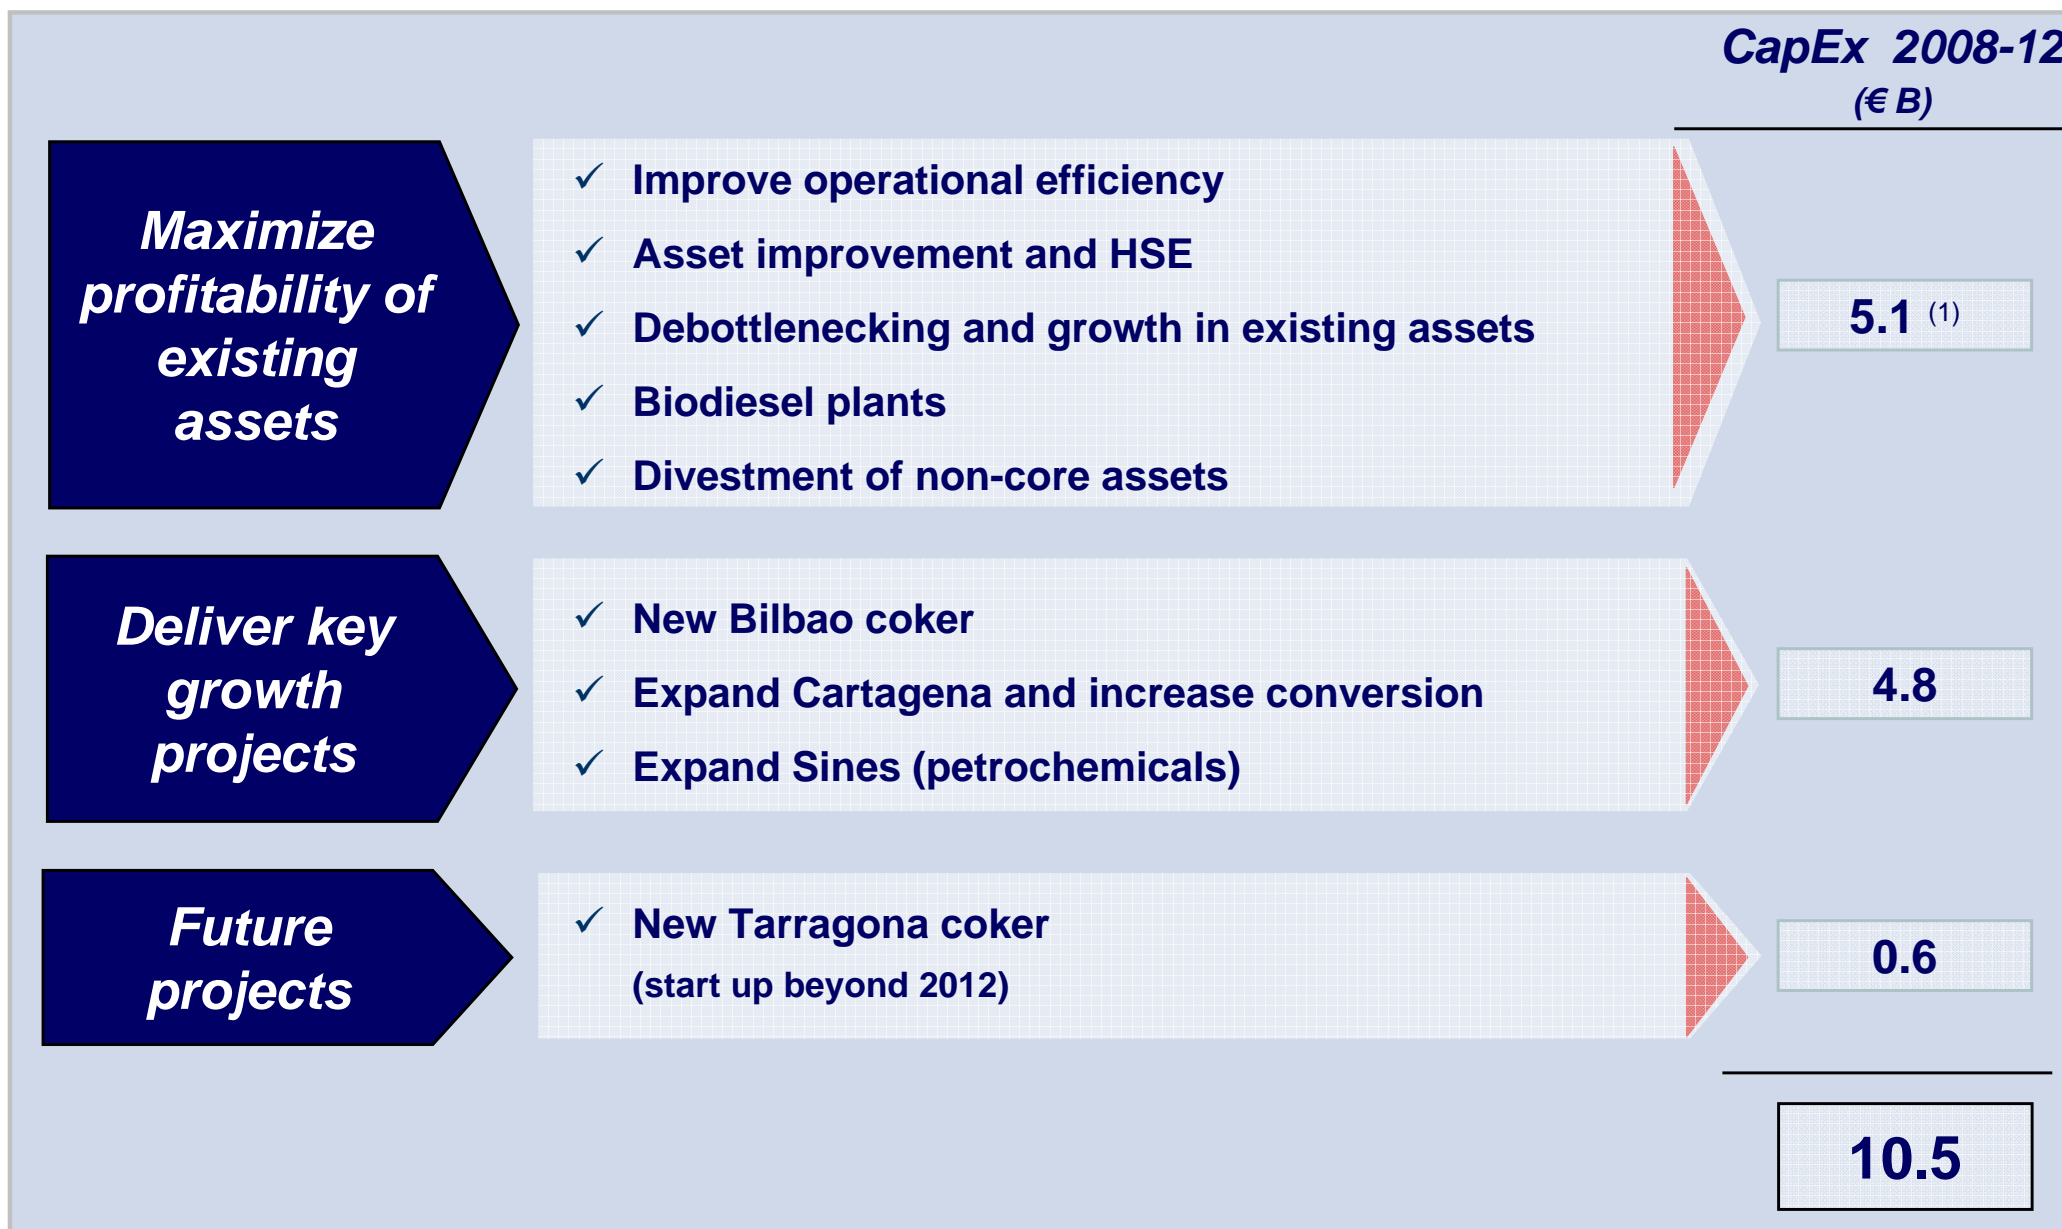 CapEx 2008-12
(€ B)
Maximize
profitability of
existing
assets
✓ Improve operational efficiency
✓ Asset improvement and HSE
✓ Debottlenecking and growth in existing assets
✓ Biodiesel plants
✓ Divestment of non-core assets
5.1 (1)
Deliver key
growth
projects
✓ New Bilbao coker
✓ Expand Cartagena and increase conversion
✓ Expand Sines (petrochemicals)
4.8
Future
projects
✓ New Tarragona coker
(start up beyond 2012)
0.6
10.5